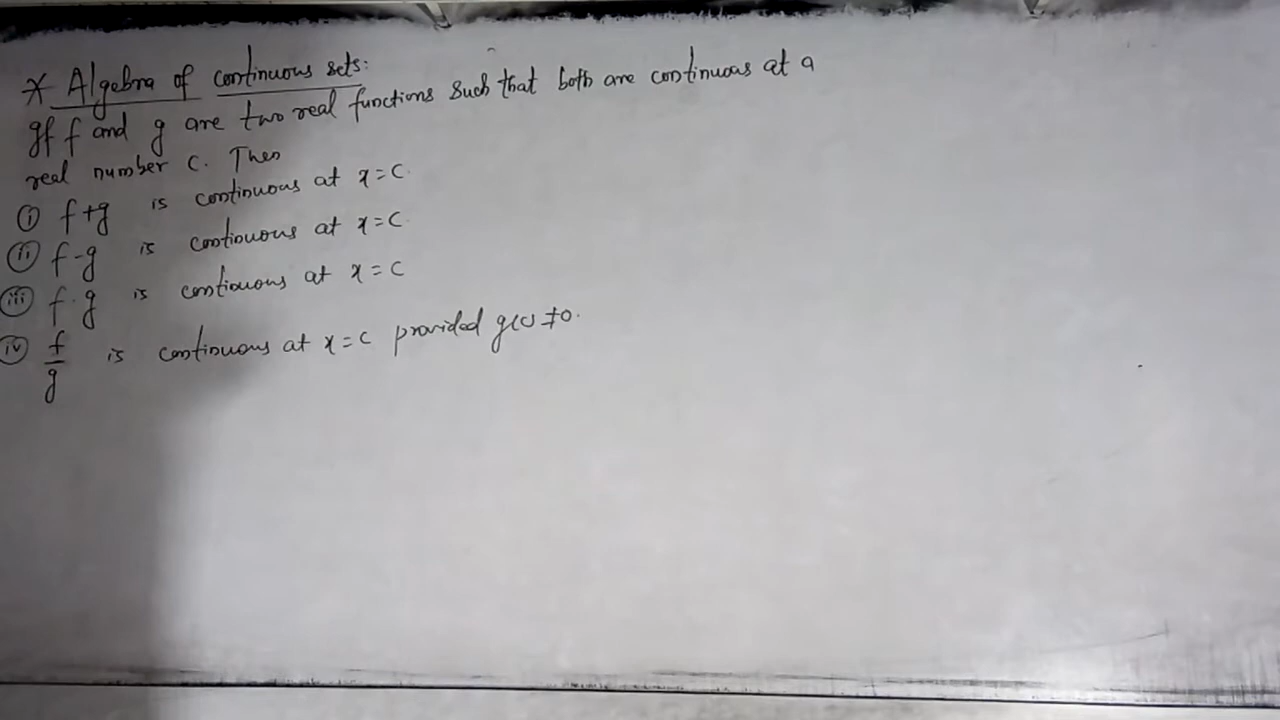 * Algebra of continuous sets:
If f and g are two real functions such that both are continuous at a
real number c. Then
(i) f+g is continuous at x=c.
(ii) f-g is continuous at x=c.
(iii) f·g is continuous at x=c
(iv) f/g is continuous at x=c provided g(c)≠0.